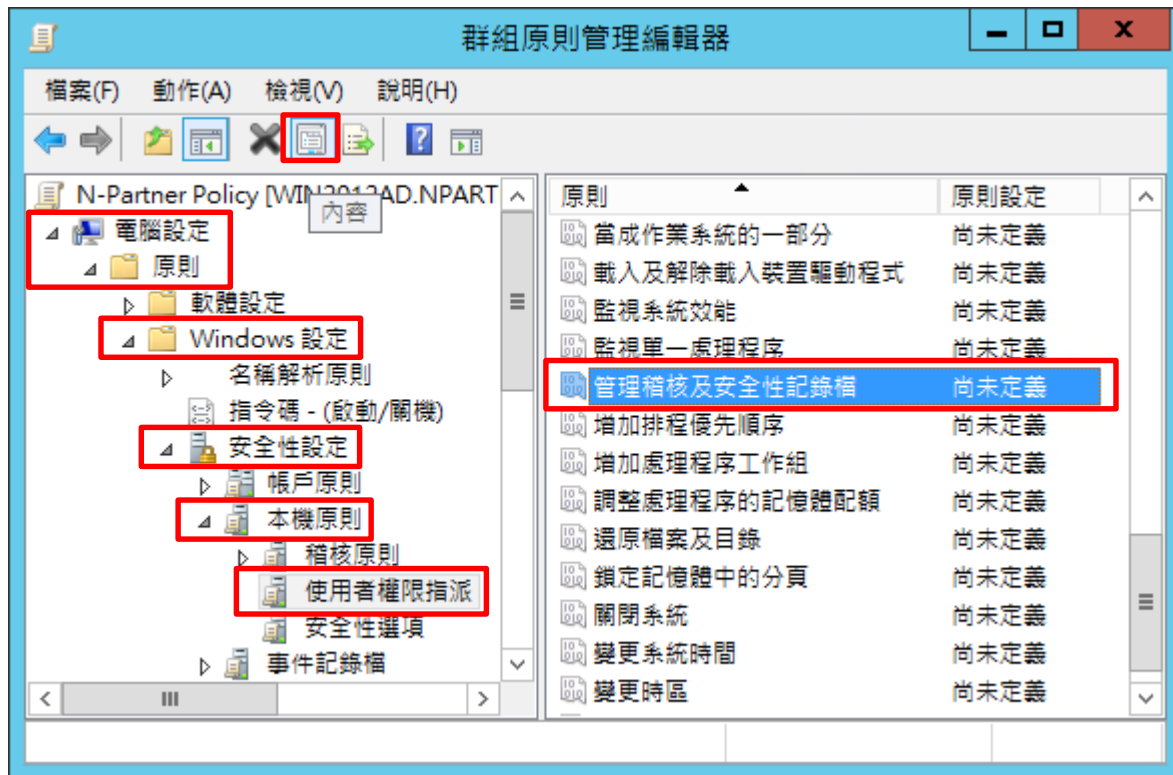 群組原則管理編輯器
檔案(F) 動作(A) 檢視(V) 說明(H)
N-Partner Policy [WIN2012AD.NPART
內容
電腦設定
原則
軟體設定
Windows 設定
名稱解析原則
指令碼 - (啟動/關機)
安全性設定
帳戶原則
本機原則
稽核原則
使用者權限指派
安全性選項
事件記錄檔
原則 原則設定
當成作業系統的一部分 尚未定義
載入及解除載入裝置驅動程式 尚未定義
監視系統效能 尚未定義
監視單一處理程序 尚未定義
管理稽核及安全性記錄檔 尚未定義
增加排程優先順序 尚未定義
增加處理程序工作組 尚未定義
調整處理程序的記憶體配額 尚未定義
還原檔案及目錄 尚未定義
鎖定記憶體中的分頁 尚未定義
關閉系統 尚未定義
變更系統時間 尚未定義
變更時區 尚未定義